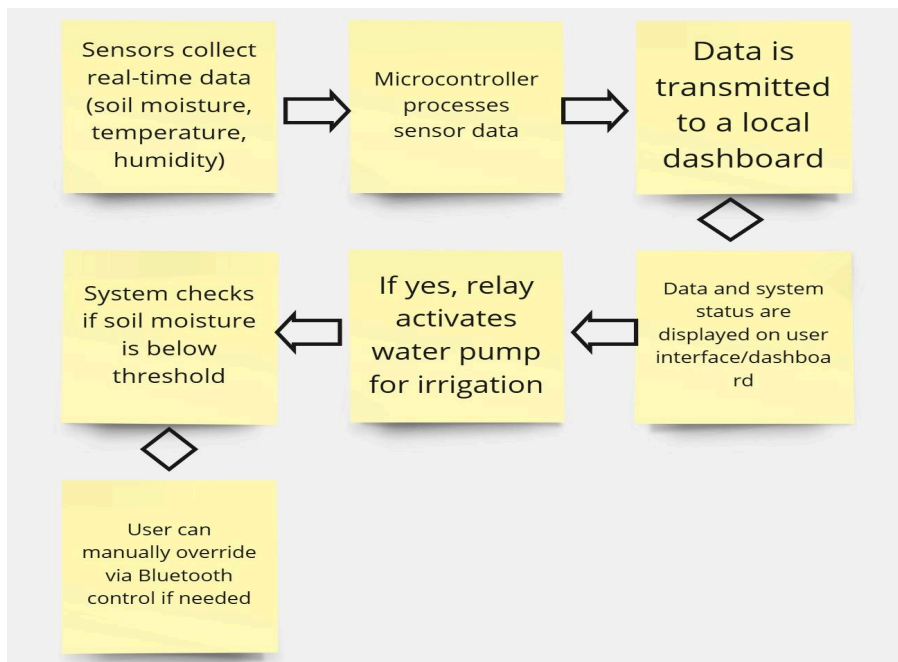 Sensors collect
real-time data
(soil moisture,
temperature,
humidity)
Microcontroller
processes
sensor data
Data is
transmitted
to a local
dashboard
Data and system
status are
displayed on user
interface/dashboa
rd
If yes, relay
activates
water pump
for irrigation
System checks
if soil moisture
is below
threshold
User can
manually override
via Bluetooth
control if needed